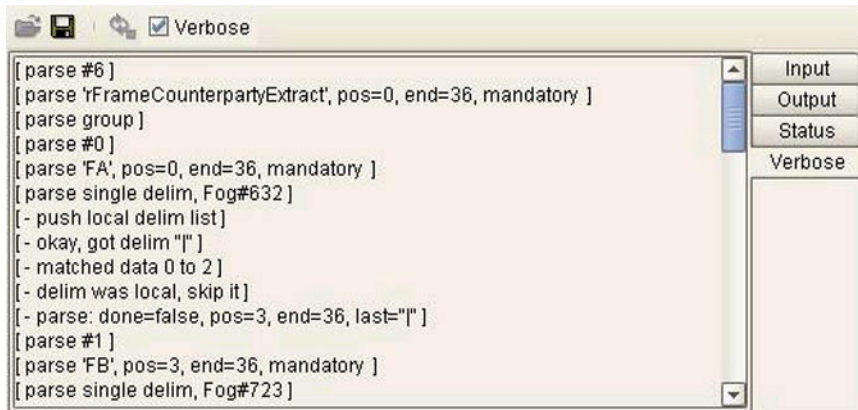 Verbose
[ parse #6 ]
[ parse 'rFrameCounterpartyExtract', pos=0, end=36, mandatory ]
[ parse group ]
[ parse #0 ]
[ parse 'FA', pos=0, end=36, mandatory ]
[ parse single delim, Fog#632 ]
[ - push local delim list ]
[ - okay, got delim "|" ]
[ - matched data 0 to 2 ]
[ - delim was local, skip it ]
[ - parse: done=false, pos=3, end=36, last="|" ]
[ parse #1 ]
[ parse 'FB', pos=3, end=36, mandatory ]
[ parse single delim, Fog#723 ]
Input
Output
Status
Verbose